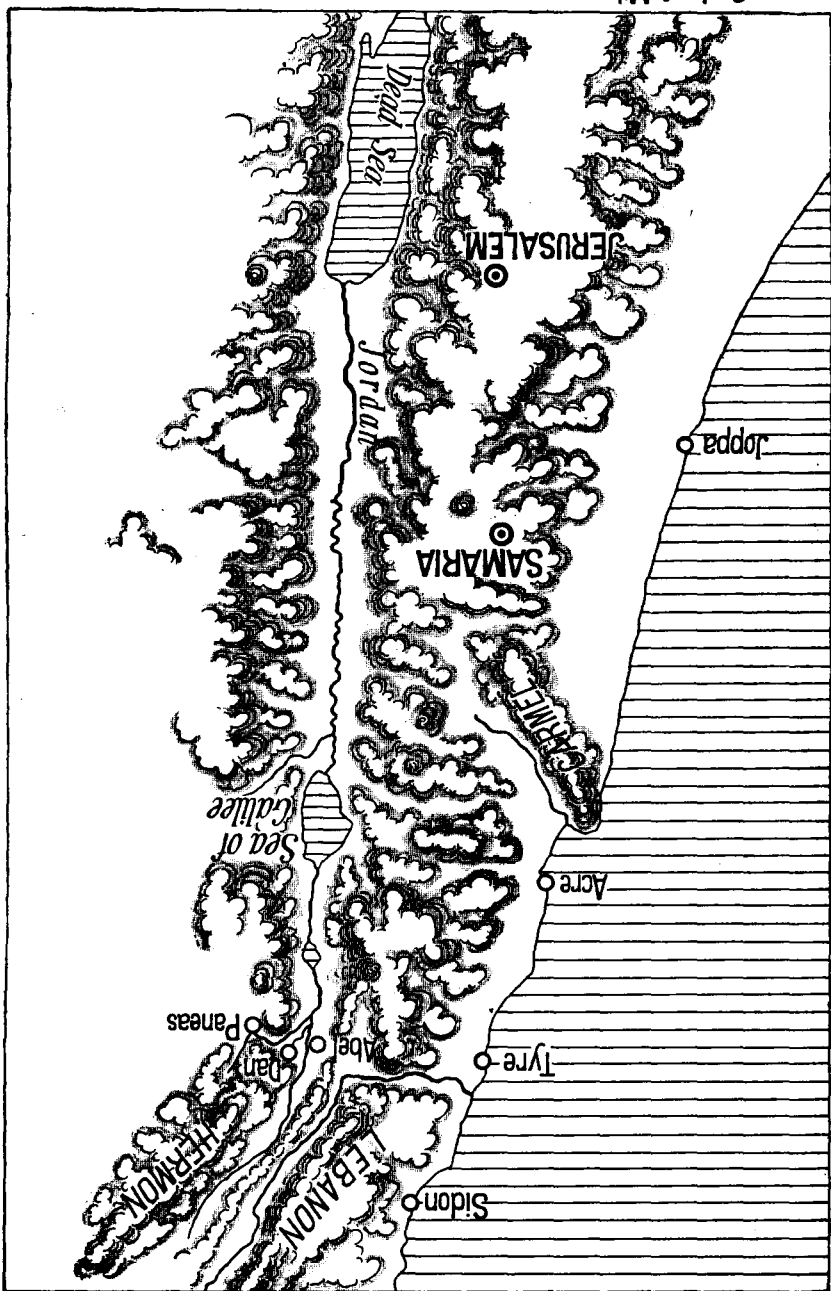 Sidon
LEBANON
HERMON
Tyre
Abel
Dan
Paneas
Acre
Sea of
Galilee
CARMEL
SAMARIA
Joppa
Jordan
JERUSALEM
Dead Sea